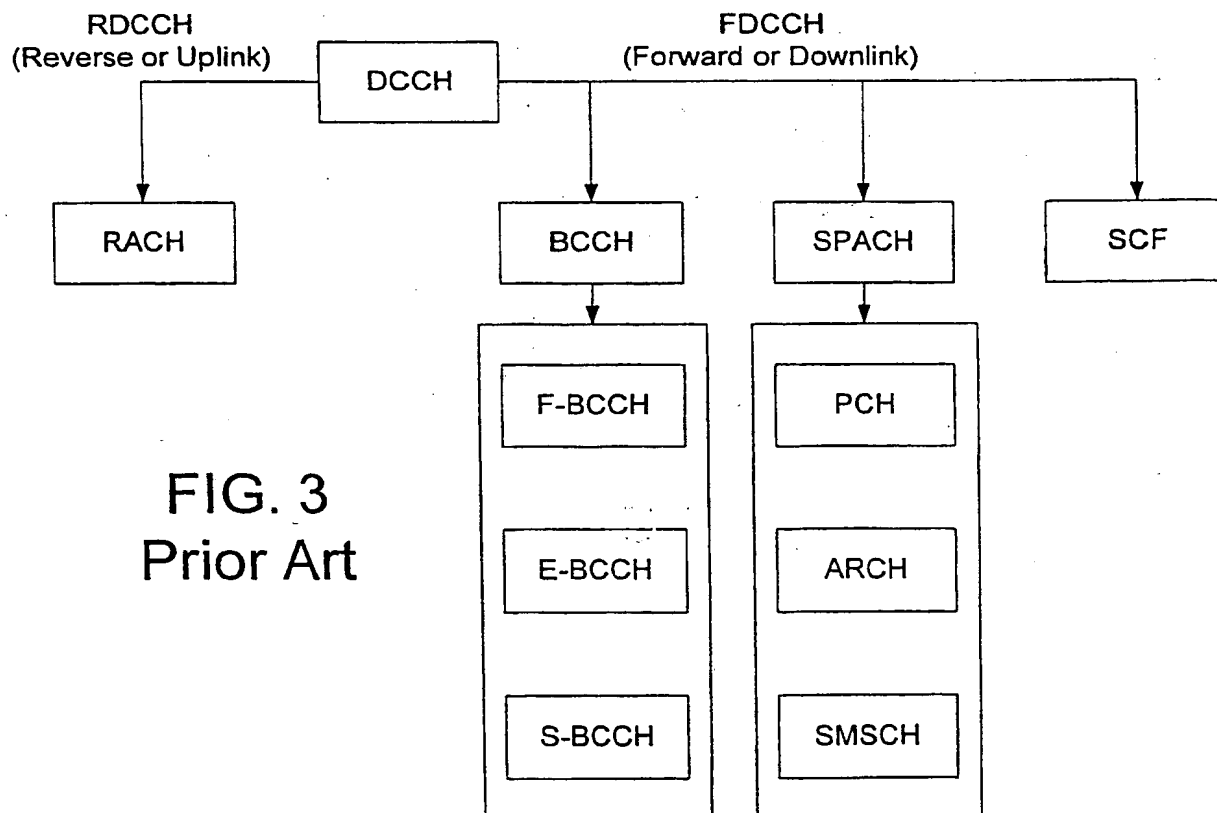 RDCCH
(Reverse or Uplink)
FDCCH
(Forward or Downlink)
DCCH
RACH
BCCH
SPACH
SCF
F-BCCH
PCH
FIG. 3
Prior Art
E-BCCH
ARCH
S-BCCH
SMSCH